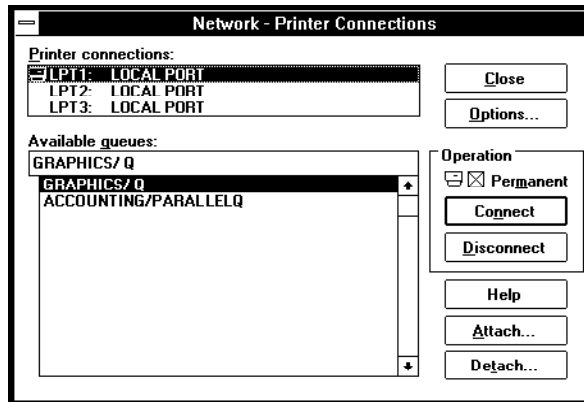 Network - Printer Connections
Printer connections:
LPT1: LOCAL PORT
LPT2: LOCAL PORT
LPT3: LOCAL PORT
Close
Options...
Available queues:
GRAPHICS/ Q
GRAPHICS/ Q
ACCOUNTING/PARALLELQ
Operation
Permanent
Connect
Disconnect
Help
Attach...
Detach...